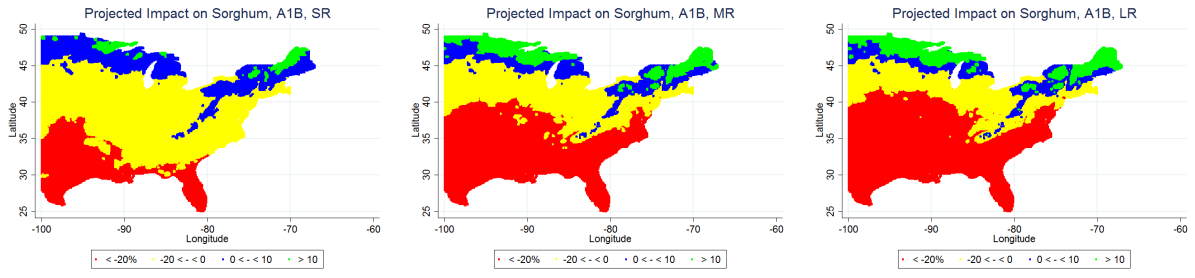 Projected Impact on Sorghum, A1B, SR
50
45
40
35
30
25
Latitude
-100
-90
-80
-70
-60
Longitude
< -20%
-20 < - < 0
0 < - < 10
> 10
Projected Impact on Sorghum, A1B, MR
50
45
40
35
30
25
Latitude
-100
-90
-80
-70
-60
Longitude
< -20%
-20 < - < 0
0 < - < 10
> 10
Projected Impact on Sorghum, A1B, LR
50
45
40
35
30
25
Latitude
-100
-90
-80
-70
-60
Longitude
< -20%
-20 < - < 0
0 < - < 10
> 10